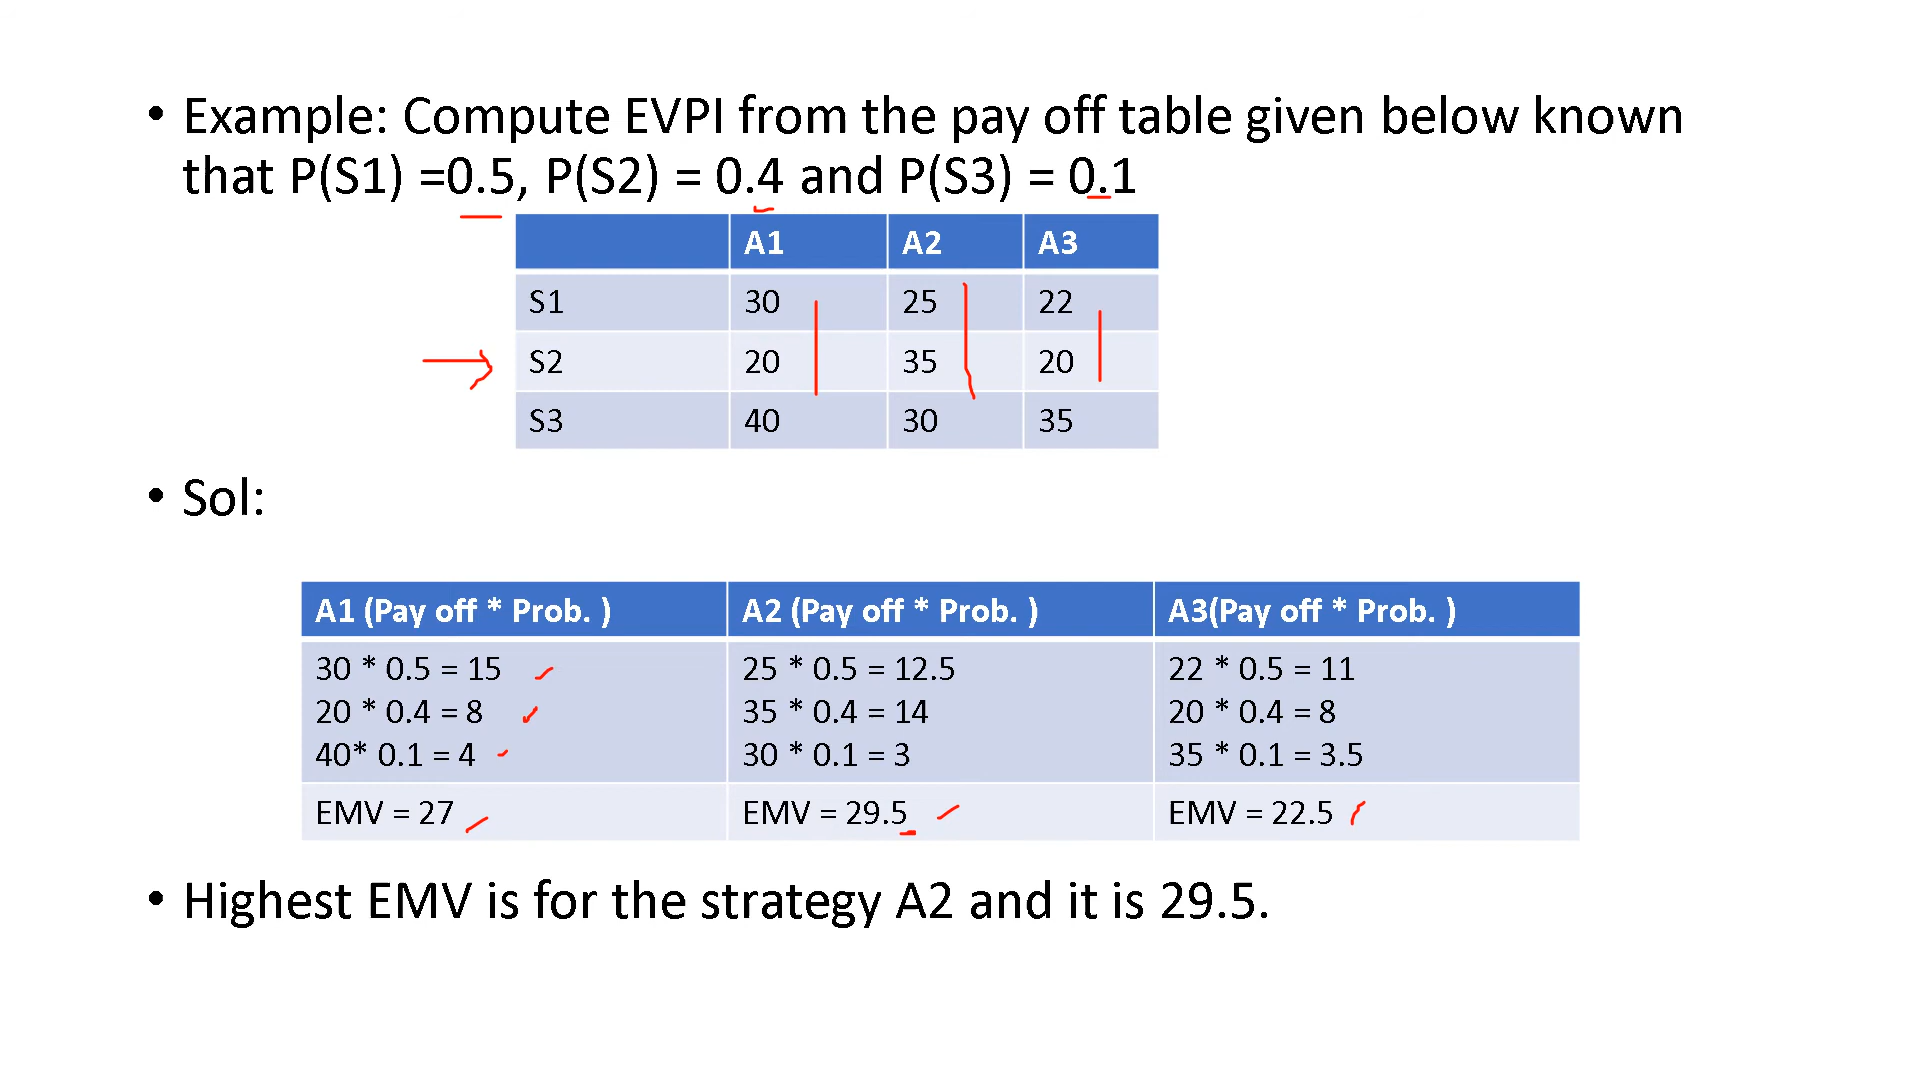 • Example: Compute EVPI from the pay off table given below known
that P(S1) =0.5, P(S2) = 0.4 and P(S3) = 0.1
A1 A2 A3
S1 30 25 22
S2 20 35 20
S3 40 30 35
• Sol:
A1 (Pay off * Prob. ) A2 (Pay off * Prob. ) A3(Pay off * Prob. )
30 * 0.5 = 15 25 * 0.5 = 12.5 22 * 0.5 = 11
20 * 0.4 = 8 35 * 0.4 = 14 20 * 0.4 = 8
40* 0.1 = 4 30 * 0.1 = 3 35 * 0.1 = 3.5
EMV = 27 EMV = 29.5 EMV = 22.5
• Highest EMV is for the strategy A2 and it is 29.5.